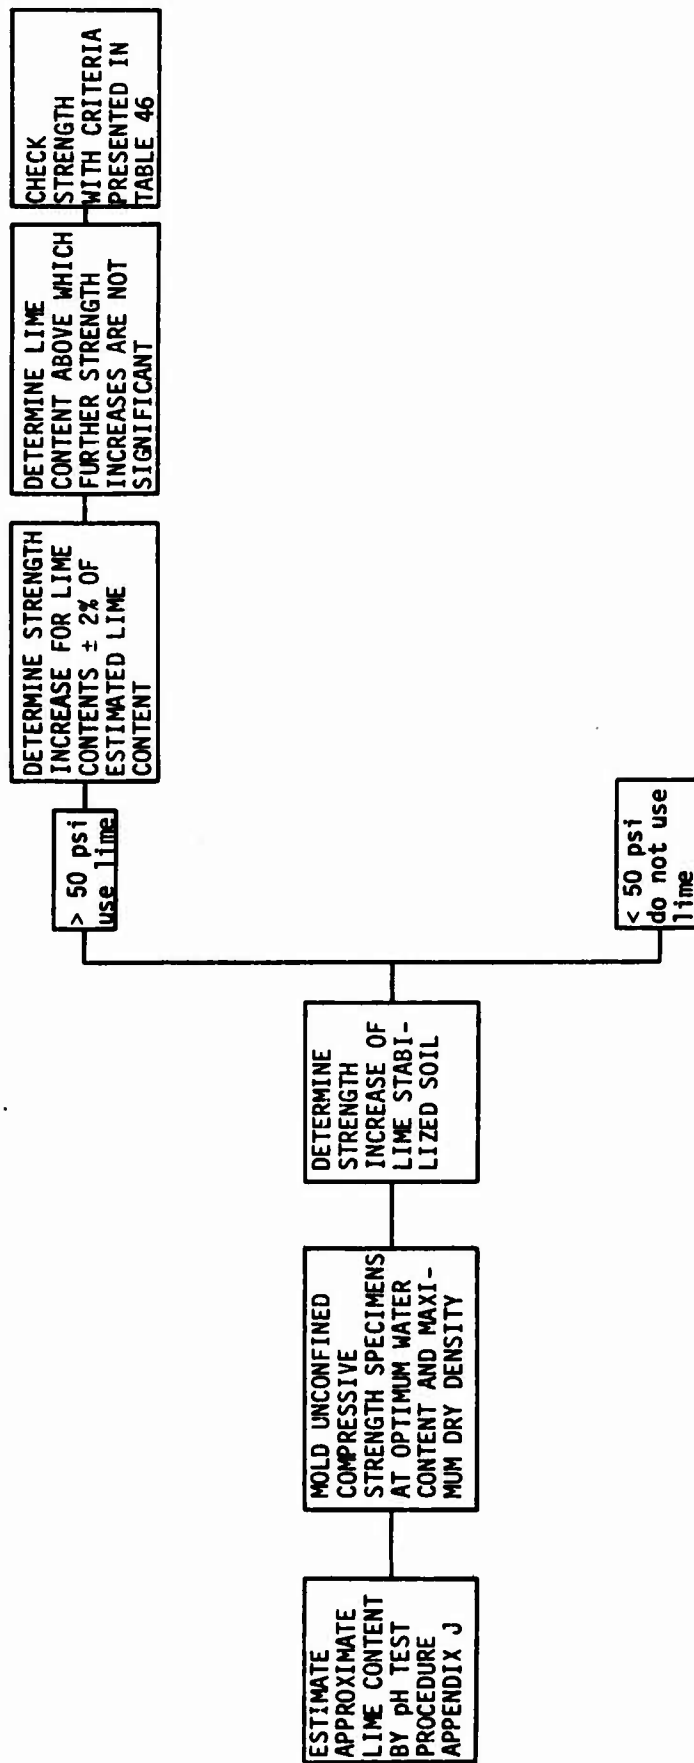 ESTIMATE
APPROXIMATE
LIME CONTENT
BY pH TEST
PROCEDURE
APPENDIX J
MOLD UNCONFINED
COMPRESSIVE
STRENGTH SPECIMENS
AT OPTIMUM WATER
CONTENT AND MAXI-
MUM DRY DENSITY
DETERMINE
STRENGTH
INCREASE OF
LIME STABI-
LIZED SOIL
> 50 psi
use lime
DETERMINE STRENGTH
INCREASE FOR LIME
CONTENTS ± 2% OF
ESTIMATED LIME
CONTENT
DETERMINE LIME
CONTENT ABOVE WHICH
FURTHER STRENGTH
INCREASES ARE NOT
SIGNIFICANT
CHECK
STRENGTH
WITH CRITERIA
PRESENTED IN
TABLE 46
< 50 psi
do not use
lime